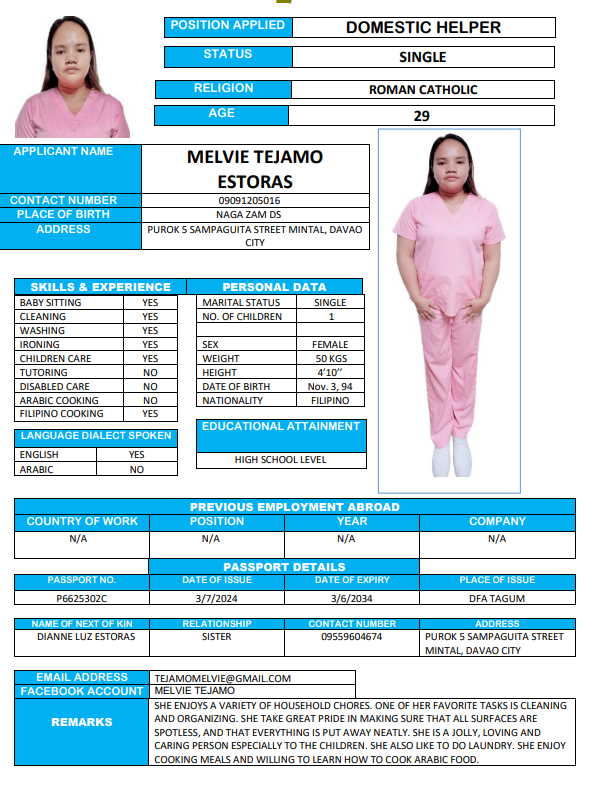 POSITION APPLIED DOMESTIC HELPER
STATUS SINGLE
RELIGION ROMAN CATHOLIC
AGE 29
APPLICANT NAME MELVIE TEJAMO
ESTORAS
CONTACT NUMBER 09091205016
PLACE OF BIRTH NAGA ZAM DS
ADDRESS PUROK 5 SAMPAGUITA STREET MINTAL, DAVAO
CITY
SKILLS & EXPERIENCE
BABY SITTING YES
CLEANING YES
WASHING YES
IRONING YES
CHILDREN CARE YES
TUTORING NO
DISABLED CARE NO
ARABIC COOKING NO
FILIPINO COOKING YES
LANGUAGE DIALECT SPOKEN
ENGLISH YES
ARABIC NO
PERSONAL DATA
MARITAL STATUS SINGLE
NO. OF CHILDREN 1
SEX FEMALE
WEIGHT 50 KGS
HEIGHT 4'10''
DATE OF BIRTH Nov. 3, 94
NATIONALITY FILIPINO
EDUCATIONAL ATTAINMENT
HIGH SCHOOL LEVEL
PREVIOUS EMPLOYMENT ABROAD
COUNTRY OF WORK POSITION YEAR COMPANY
N/A N/A N/A N/A
PASSPORT DETAILS
PASSPORT NO. DATE OF ISSUE DATE OF EXPIRY PLACE OF ISSUE
P6625302C 3/7/2024 3/6/2034 DFA TAGUM
NAME OF NEXT OF KIN RELATIONSHIP CONTACT NUMBER ADDRESS
DIANNE LUZ ESTORAS SISTER 09559604674 PUROK 5 SAMPAGUITA STREET
MINTAL, DAVAO CITY
EMAIL ADDRESS TEJAMOMELVIE@GMAIL.COM
FACEBOOK ACCOUNT MELVIE TEJAMO
REMARKS
SHE ENJOYS A VARIETY OF HOUSEHOLD CHORES. ONE OF HER FAVORITE TASKS IS CLEANING
AND ORGANIZING. SHE TAKE GREAT PRIDE IN MAKING SURE THAT ALL SURFACES ARE
SPOTLESS, AND THAT EVERYTHING IS PUT AWAY NEATLY. SHE IS A JOLLY, LOVING AND
CARING PERSON ESPECIALLY TO THE CHILDREN. SHE ALSO LIKE TO DO LAUNDRY. SHE ENJOY
COOKING MEALS AND WILLING TO LEARN HOW TO COOK ARABIC FOOD.